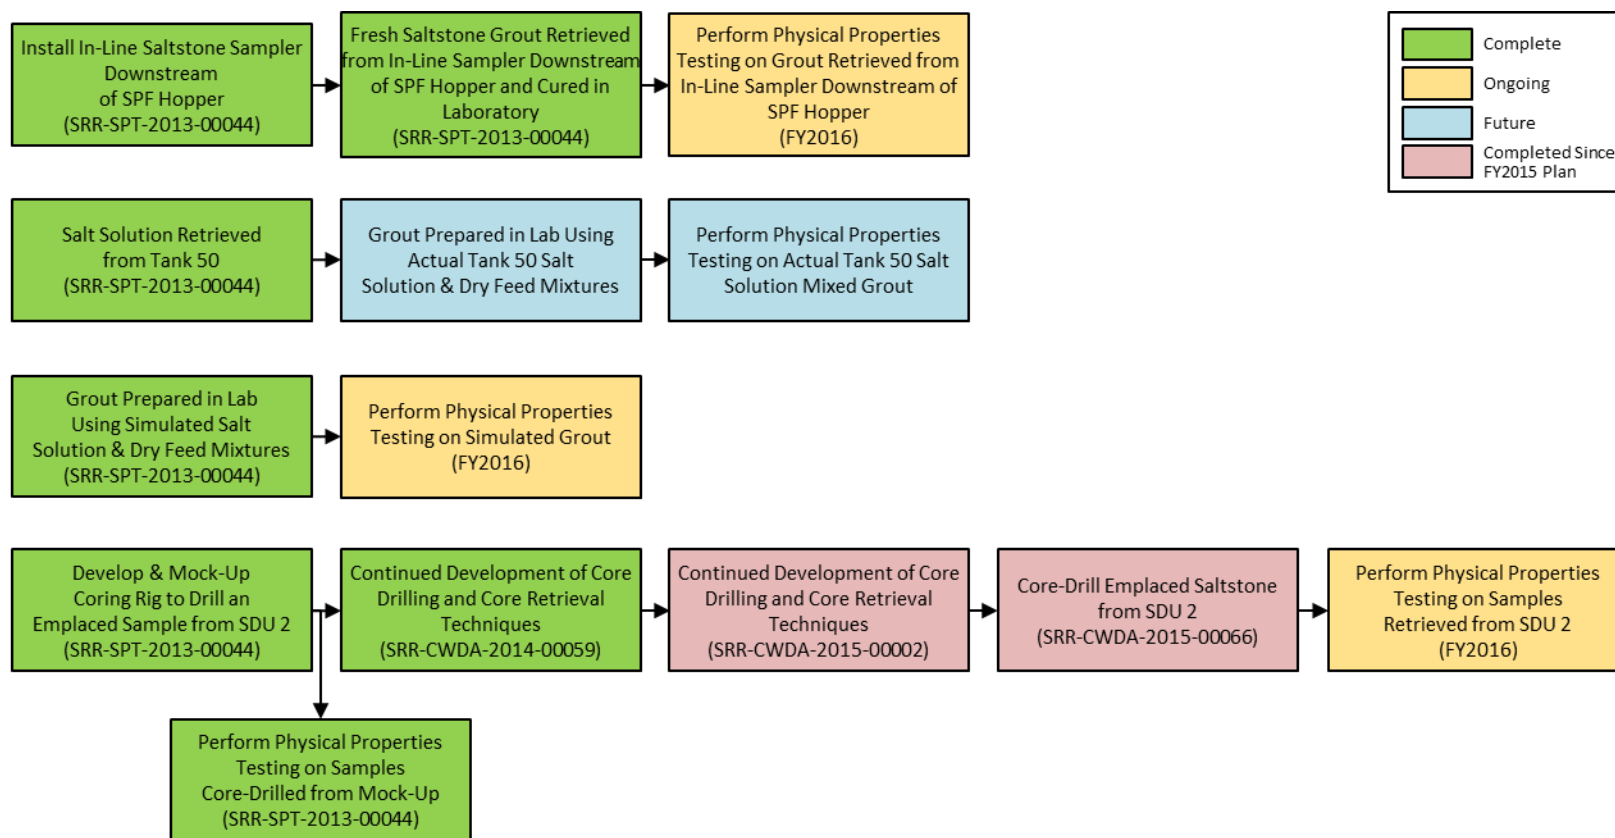 Install In-Line Saltstone Sampler
Downstream
of SPF Hopper
(SRR-SPT-2013-00044)
Fresh Saltstone Grout Retrieved
from In-Line Sampler Downstream
of SPF Hopper and Cured in
Laboratory
(SRR-SPT-2013-00044)
Perform Physical Properties
Testing on Grout Retrieved from
In-Line Sampler Downstream of
SPF Hopper
(FY2016)
Complete
Ongoing
Future
Completed Since
FY2015 Plan
Salt Solution Retrieved
from Tank 50
(SRR-SPT-2013-00044)
Grout Prepared in Lab Using
Actual Tank 50 Salt
Solution & Dry Feed Mixtures
Perform Physical Properties
Testing on Actual Tank 50 Salt
Solution Mixed Grout
Grout Prepared in Lab
Using Simulated Salt
Solution & Dry Feed Mixtures
(SRR-SPT-2013-00044)
Perform Physical Properties
Testing on Simulated Grout
(FY2016)
Develop & Mock-Up
Coring Rig to Drill an
Emplaced Sample from SDU 2
(SRR-SPT-2013-00044)
Continued Development of Core
Drilling and Core Retrieval
Techniques
(SRR-CWDA-2014-00059)
Continued Development of Core
Drilling and Core Retrieval
Techniques
(SRR-CWDA-2015-00002)
Core-Drill Emplaced Saltstone
from SDU 2
(SRR-CWDA-2015-00066)
Perform Physical Properties
Testing on Samples
Retrieved from SDU 2
(FY2016)
Perform Physical Properties
Testing on Samples
Core-Drilled from Mock-Up
(SRR-SPT-2013-00044)